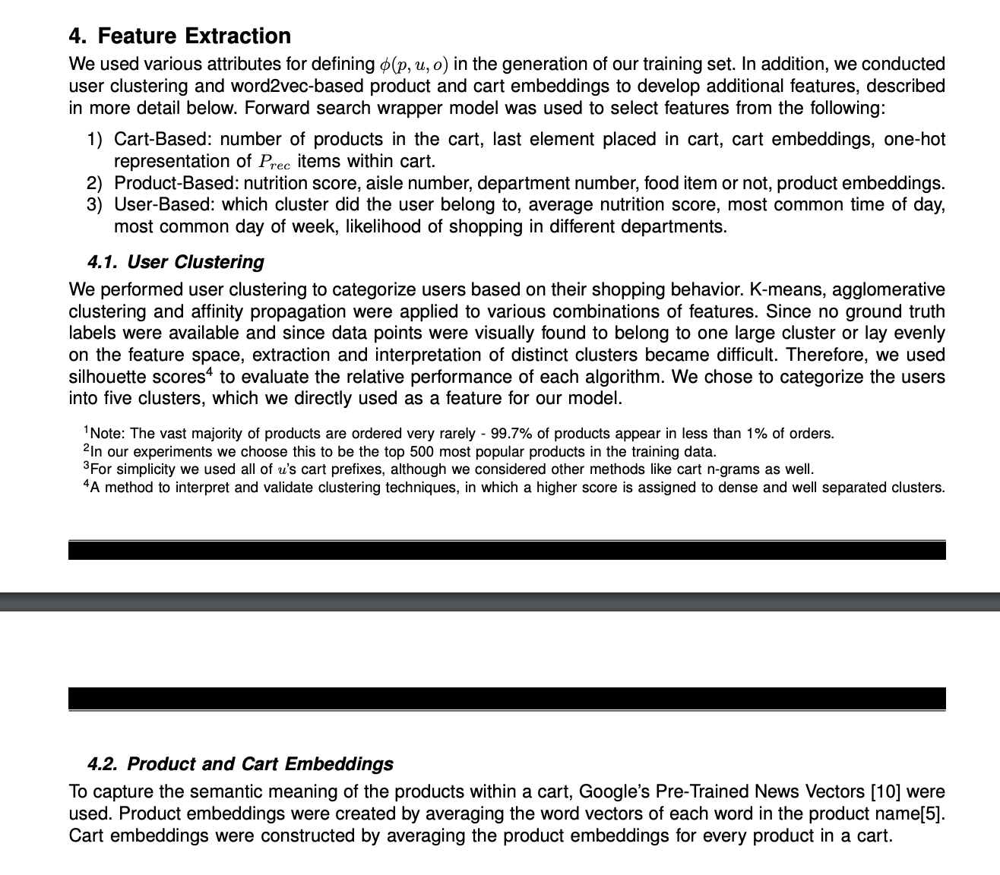 4. Feature Extraction
We used various attributes for defining ϕ(p, u, o) in the generation of our training set. In addition, we conducted
user clustering and word2vec-based product and cart embeddings to develop additional features, described
in more detail below. Forward search wrapper model was used to select features from the following:
1) Cart-Based: number of products in the cart, last element placed in cart, cart embeddings, one-hot
representation of P_rec items within cart.
2) Product-Based: nutrition score, aisle number, department number, food item or not, product embeddings.
3) User-Based: which cluster did the user belong to, average nutrition score, most common time of day,
most common day of week, likelihood of shopping in different departments.
4.1. User Clustering
We performed user clustering to categorize users based on their shopping behavior. K-means, agglomerative
clustering and affinity propagation were applied to various combinations of features. Since no ground truth
labels were available and since data points were visually found to belong to one large cluster or lay evenly
on the feature space, extraction and interpretation of distinct clusters became difficult. Therefore, we used
silhouette scores⁴ to evaluate the relative performance of each algorithm. We chose to categorize the users
into five clusters, which we directly used as a feature for our model.
¹Note: The vast majority of products are ordered very rarely - 99.7% of products appear in less than 1% of orders.
²In our experiments we choose this to be the top 500 most popular products in the training data.
³For simplicity we used all of u's cart prefixes, although we considered other methods like cart n-grams as well.
⁴A method to interpret and validate clustering techniques, in which a higher score is assigned to dense and well separated clusters.
4.2. Product and Cart Embeddings
To capture the semantic meaning of the products within a cart, Google's Pre-Trained News Vectors [10] were
used. Product embeddings were created by averaging the word vectors of each word in the product name[5].
Cart embeddings were constructed by averaging the product embeddings for every product in a cart.